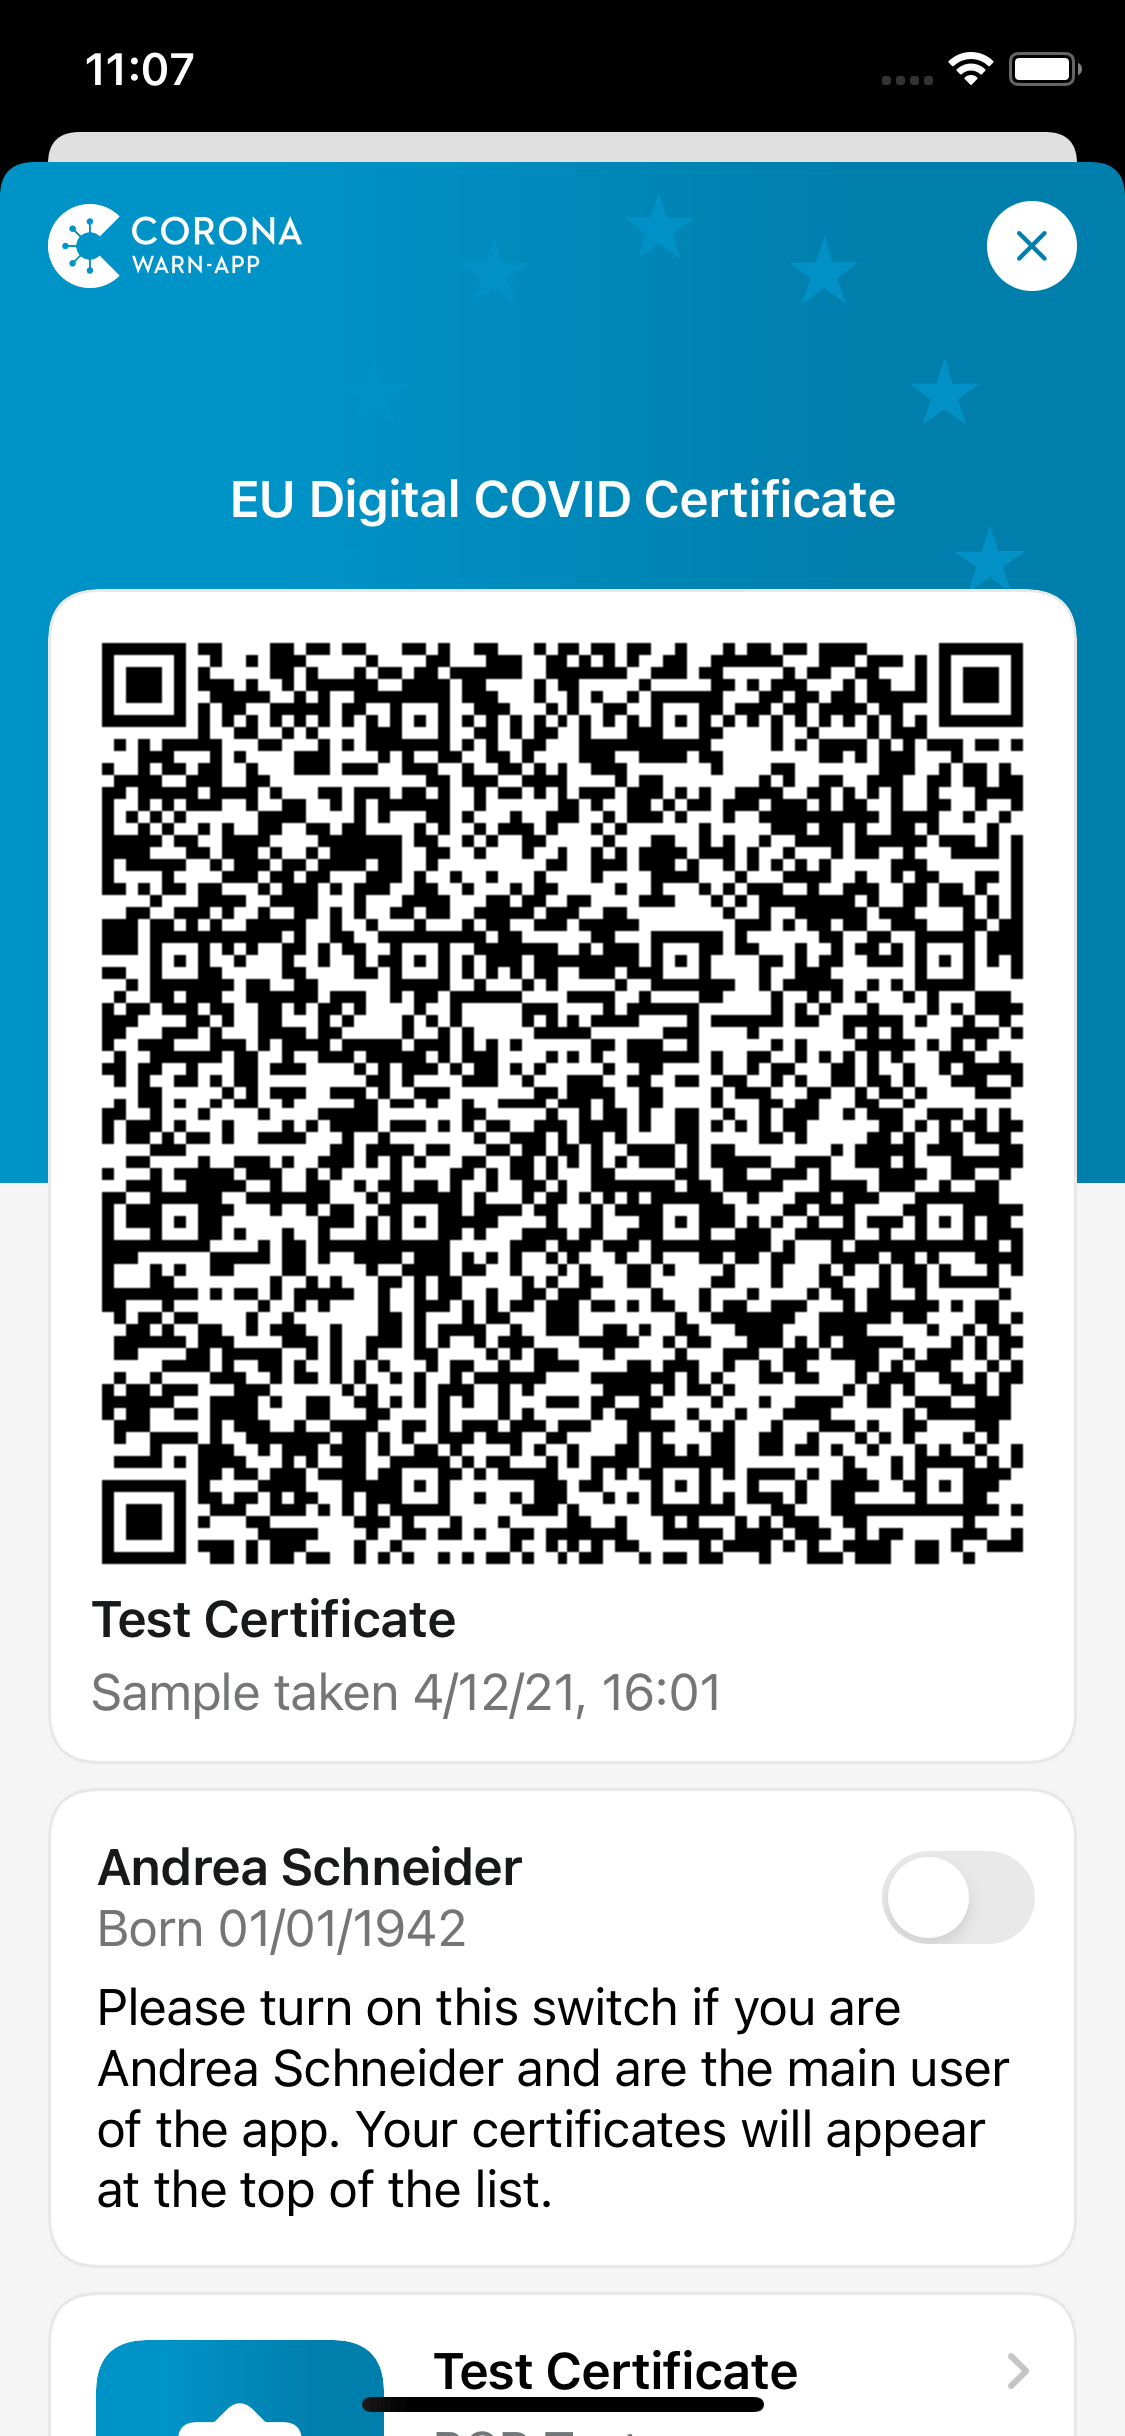 11:07
CORONA
WARN-APP
EU Digital COVID Certificate
Test Certificate
Sample taken 4/12/21, 16:01
Andrea Schneider
Born 01/01/1942
Please turn on this switch if you are
Andrea Schneider and are the main user
of the app. Your certificates will appear
at the top of the list.
Test Certificate